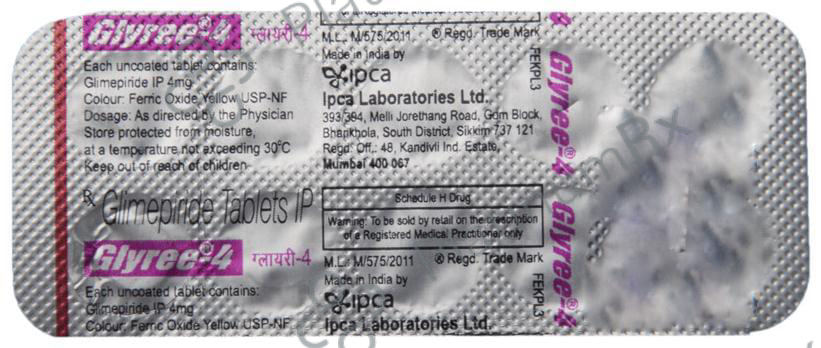 Glyree®-4 ग्लायरी-4
Each uncoated tablet contains:
Glimepiride IP 4mg
Colour: Ferric Oxide Yellow USP-NF
Dosage: As directed by the Physician
Store protected from moisture,
at a temperature not exceeding 30°C
Keep out of reach of children
Rx Glimepiride Tablets IP
Glyree®-4 ग्लायरी-4
Each uncoated tablet contains:
Glimepiride IP 4mg
Colour: Ferric Oxide Yellow USP-NF
M.L.: M/575/2011 ® Regd. Trade Mark
Made in India by
ipca
Ipca Laboratories Ltd.
393/394, Melli Jorethang Road, Gom Block,
Bharikhola, South District, Sikkim 737 121
Regd. Off.: 48, Kandivli Ind. Estate,
Mumbai 400 067
Schedule H Drug
Warning: To be sold by retail on the prescription
of a Registered Medical Practitioner only
M.L.: M/575/2011 ® Regd. Trade Mark
Made in India by
ipca
Ipca Laboratories Ltd.
FEKPL3
FEKPL3
Glyree®-4
Glyree®-4
4